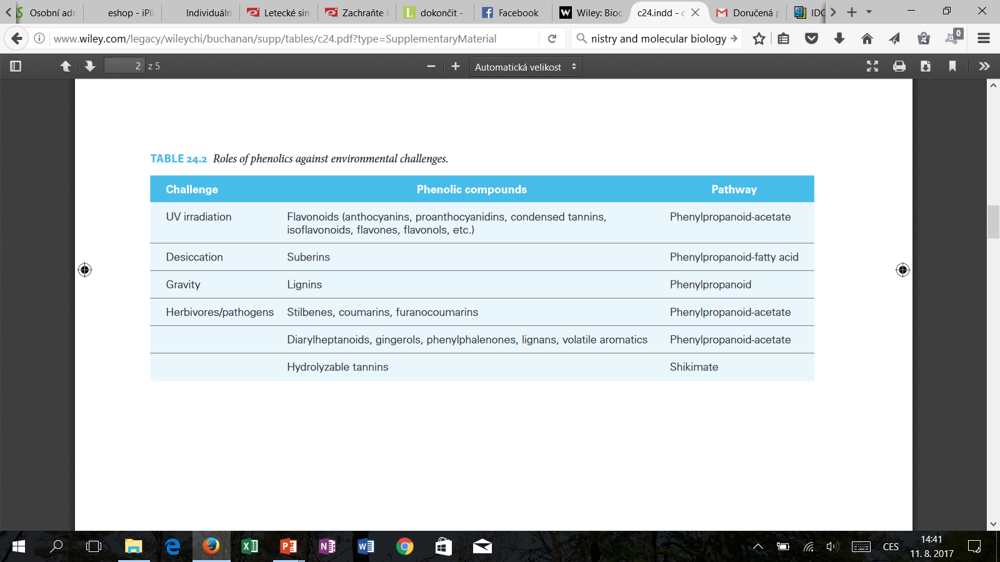 Osobní adr
eshop - iPII
Individuáln
Letecké sim
Zachraňte
dokončit -
Facebook
Wiley: Bioc
c24.indd - c
Doručená p
IDC
www.wiley.com/legacy/wileychi/buchanan/supp/tables/c24.pdf?type=SupplementaryMaterial
nistry and molecular biology
0
2 z 5
Automatická velikost
TABLE 24.2 Roles of phenolics against environmental challenges.
Challenge Phenolic compounds Pathway
UV irradiation Flavonoids (anthocyanins, proanthocyanidins, condensed tannins, Phenylpropanoid-acetate
isoflavonoids, flavones, flavonols, etc.)
Desiccation Suberins Phenylpropanoid-fatty acid
Gravity Lignins Phenylpropanoid
Herbivores/pathogens Stilbenes, coumarins, furanocoumarins Phenylpropanoid-acetate
Diarylheptanoids, gingerols, phenylphalenones, lignans, volatile aromatics Phenylpropanoid-acetate
Hydrolyzable tannins Shikimate
CES
14:41
11. 8. 2017